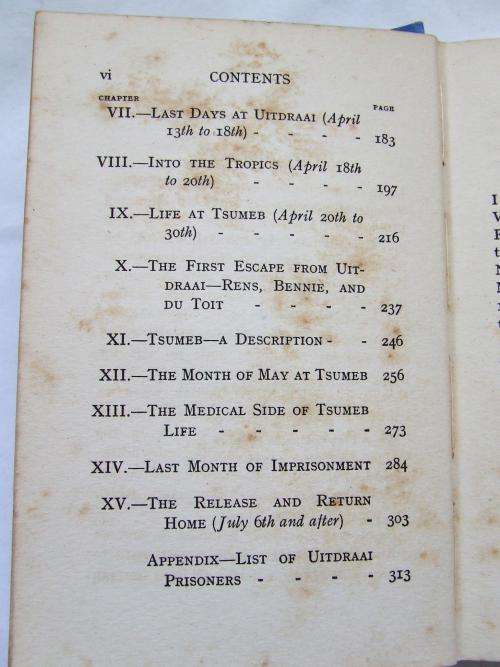 vi CONTENTS
CHAPTER PAGE
VII.—Last Days at Uitdraai (April
13th to 18th) - - - - 183
VIII.—Into the Tropics (April 18th
to 20th) - - - - 197
IX.—Life at Tsumeb (April 20th to
30th) - - - - - 216
X.—The First Escape from Uit-
draai—Rens, Bennie, and
du Toit - - - - 237
XI.—Tsumeb—A Description - - 246
XII.—The Month of May at Tsumeb 256
XIII.—The Medical Side of Tsumeb
Life - - - - - 273
XIV.—Last Month of Imprisonment 284
XV.—The Release and Return
Home (July 6th and after) - 303
Appendix—List of Uitdraai
Prisoners - - - - 313